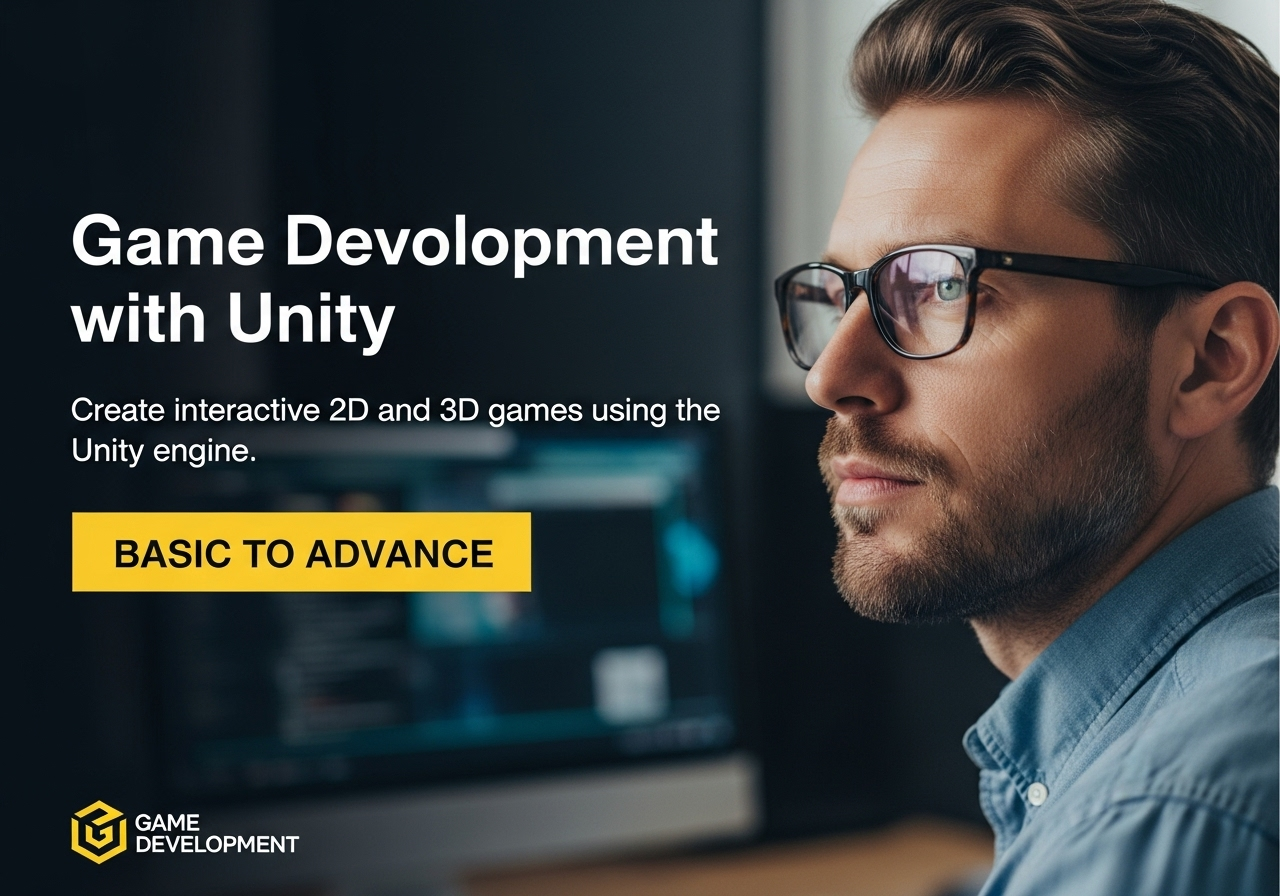 Game Devolopment
with Unity
Create interactive 2D and 3D games using the
Unity engine.
BASIC TO ADVANCE
GAME
DEVELOPMENT